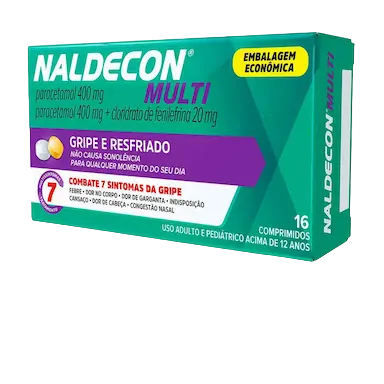 EMBALAGEM
ECONÔMICA
NALDECON®
MULTI
paracetamol 400 mg
paracetamol 400 mg + cloridrato de fenilefrina 20 mg
GRIPE E RESFRIADO
NÃO CAUSA SONOLÊNCIA
PARA QUALQUER MOMENTO DO SEU DIA
7
COMBATE 7 SINTOMAS DA GRIPE
FEBRE • DOR NO CORPO • DOR DE GARGANTA • INDISPOSIÇÃO
CANSAÇO • DOR DE CABEÇA • CONGESTÃO NASAL
16
COMPRIMIDOS
USO ADULTO E PEDIÁTRICO ACIMA DE 12 ANOS
NALDECON MULTI